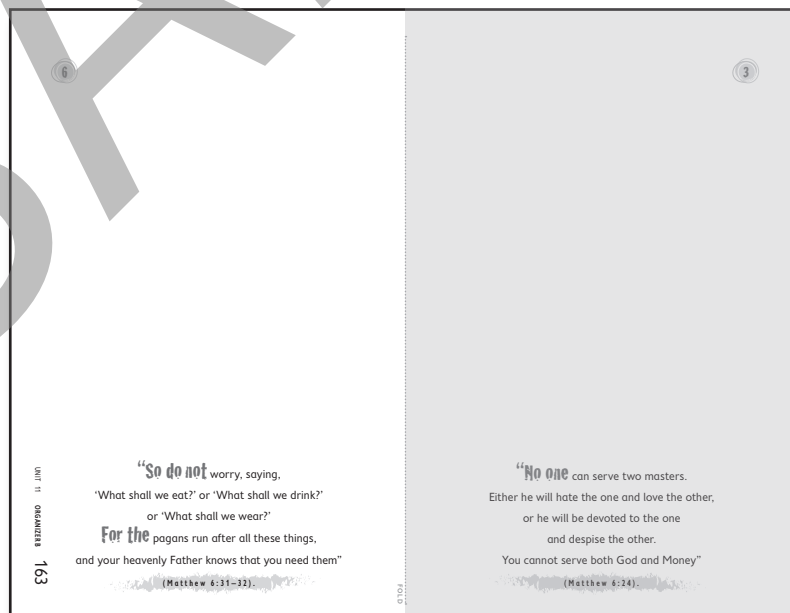 6
"So do not worry, saying,
'What shall we eat?' or 'What shall we drink?'
or 'What shall we wear?'
For the pagans run after all these things,
and your heavenly Father knows that you need them"
(Matthew 6:31–32).
UNIT 11 ORGANIZER B 163
FOLD
3
"No one can serve two masters.
Either he will hate the one and love the other,
or he will be devoted to the one
and despise the other.
You cannot serve both God and Money"
(Matthew 6:24).